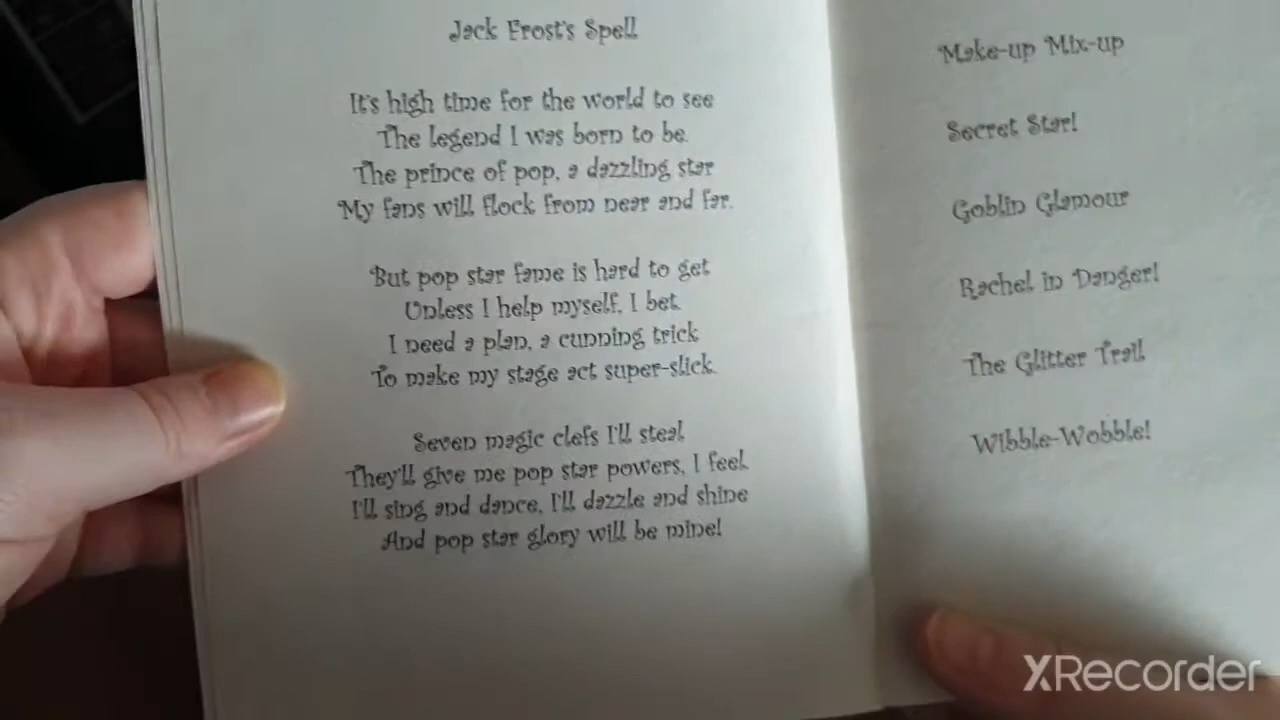 Jack Frost's Spell
It's high time for the world to see
The legend I was born to be.
The prince of pop, a dazzling star
My fans will flock from near and far.
But pop star fame is hard to get
Unless I help myself, I bet.
I need a plan, a cunning trick
To make my stage act super-slick.
Seven magic clefs I'll steal,
They'll give me pop star powers, I feel.
I'll sing and dance, I'll dazzle and shine
And pop star glory will be mine!
Make-up Mix-up
Secret Star!
Goblin Glamour
Rachel in Danger!
The Glitter Trail
Wibble-Wobble!
XRecorder